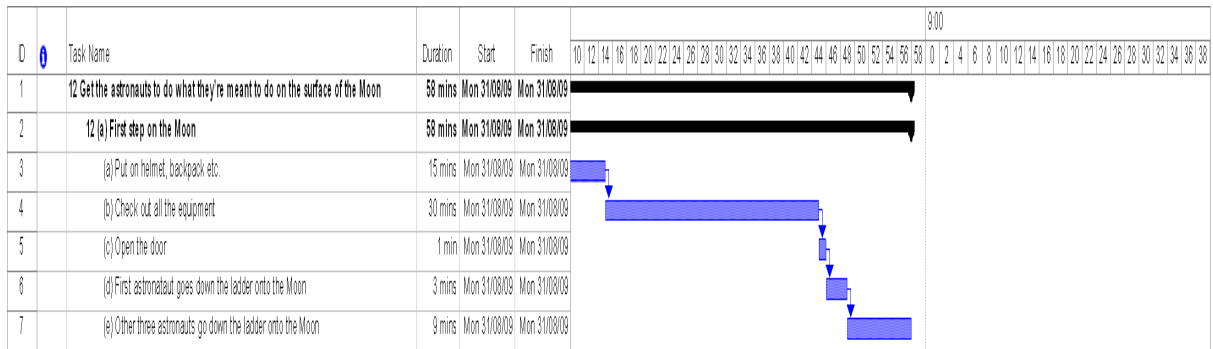 9:00
ID Task Name Duration Start Finish 10 12 14 16 18 20 22 24 26 28 30 32 34 36 38 40 42 44 46 48 50 52 54 56 58 0 2 4 6 8 10 12 14 16 18 20 22 24 26 28 30 32 34 36 38
1 12 Get the astronauts to do what they're meant to do on the surface of the Moon 58 mins Mon 31/08/09 Mon 31/08/09
2 12 (a) First step on the Moon 58 mins Mon 31/08/09 Mon 31/08/09
3 (a) Put on helmet, backpack etc. 15 mins Mon 31/08/09 Mon 31/08/09
4 (b) Check out all the equipment 30 mins Mon 31/08/09 Mon 31/08/09
5 (c) Open the door 1 min Mon 31/08/09 Mon 31/08/09
6 (d) First astronataut goes down the ladder onto the Moon 3 mins Mon 31/08/09 Mon 31/08/09
7 (e) Other three astronauts go down the ladder onto the Moon 9 mins Mon 31/08/09 Mon 31/08/09